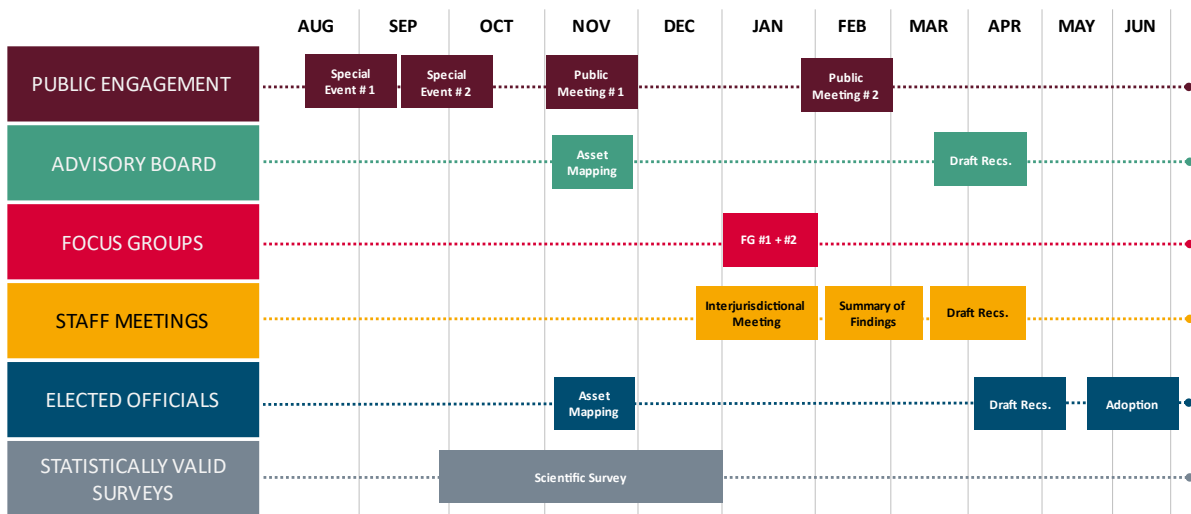 AUG SEP OCT NOV DEC JAN FEB MAR APR MAY JUN
PUBLIC ENGAGEMENT
Special
Event # 1
Special
Event # 2
Public
Meeting # 1
Public
Meeting # 2
ADVISORY BOARD
Asset
Mapping
Draft Recs.
FOCUS GROUPS
FG #1 + #2
STAFF MEETINGS
Interjurisdictional
Meeting
Summary of
Findings
Draft Recs.
ELECTED OFFICIALS
Asset
Mapping
Draft Recs.
Adoption
STATISTICALLY VALID
SURVEYS
Scientific Survey